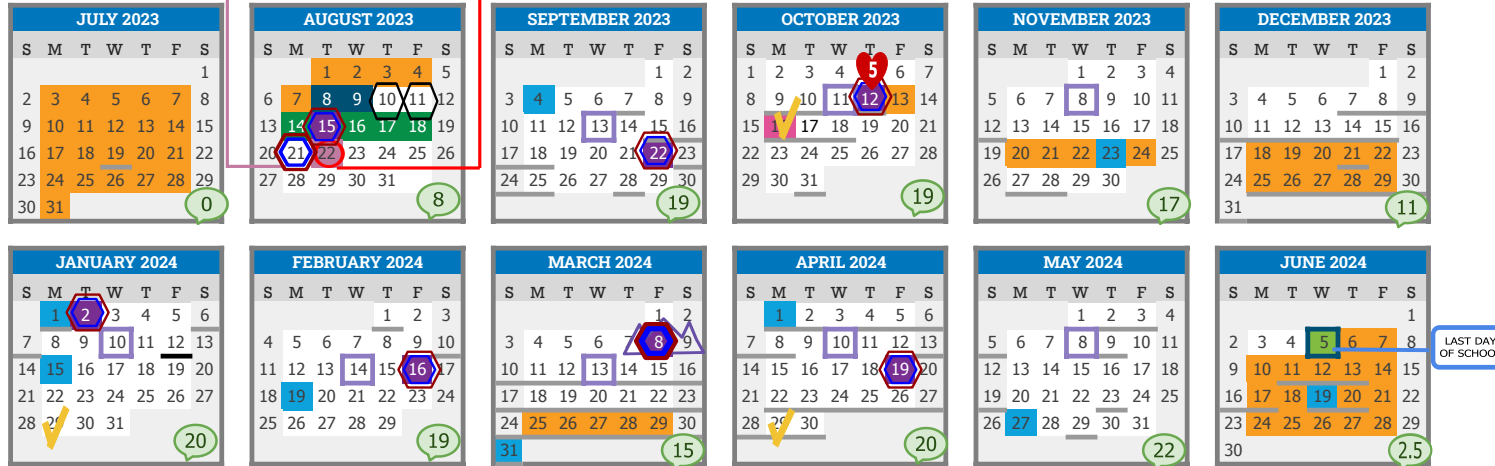 JULY 2023
S M T W T F S
1
2 3 4 5 6 7 8
9 10 11 12 13 14 15
16 17 18 19 20 21 22
23 24 25 26 27 28 29
30 31
0
AUGUST 2023
S M T W T F S
1 2 3 4 5
6 7 8 9 10 11 12
13 14 15 16 17 18 19
20 21 22 23 24 25 26
27 28 29 30 31
8
SEPTEMBER 2023
S M T W T F S
1 2
3 4 5 6 7 8 9
10 11 12 13 14 15 16
17 18 19 20 21 22 23
24 25 26 27 28 29 30
19
OCTOBER 2023
S M T W T F S
1 2 3 4 5 6 7
8 9 10 11 12 13 14
15 17 18 19 20 21
22 23 24 25 26 27 28
29 30 31
19
NOVEMBER 2023
S M T W T F S
1 2 3 4
5 6 7 8 9 10 11
12 13 14 15 16 17 18
19 20 21 22 23 24 25
26 27 28 29 30
17
DECEMBER 2023
S M T W T F S
1 2
3 4 5 6 7 8 9
10 11 12 13 14 15 16
17 18 19 20 21 22 23
24 25 26 27 28 29 30
31
11
JANUARY 2024
S M T W T F S
1 2 3 4 5 6
7 8 9 10 11 12 13
14 15 16 17 18 19 20
21 22 23 24 25 26 27
28 29 30 31
20
FEBRUARY 2024
S M T W T F S
1 2 3
4 5 6 7 8 9 10
11 12 13 14 15 16 17
18 19 20 21 22 23 24
25 26 27 28 29
19
MARCH 2024
S M T W T F S
1 2
3 4 5 6 7 8 9
10 11 12 13 14 15 16
17 18 19 20 21 22 23
24 25 26 27 28 29 30
31
15
APRIL 2024
S M T W T F S
1 2 3 4 5 6
7 8 9 10 11 12 13
14 15 16 17 18 19 20
21 22 23 24 25 26 27
28 29 30
20
MAY 2024
S M T W T F S
1 2 3 4
5 6 7 8 9 10 11
12 13 14 15 16 17 18
19 20 21 22 23 24 25
26 27 28 29 30 31
22
JUNE 2024
S M T W T F S
1
2 3 4 5 6 7 8
9 10 11 12 13 14 15
16 17 18 19 20 21 22
23 24 25 26 27 28 29
30
2.5
LAST DAY
OF SCHOO